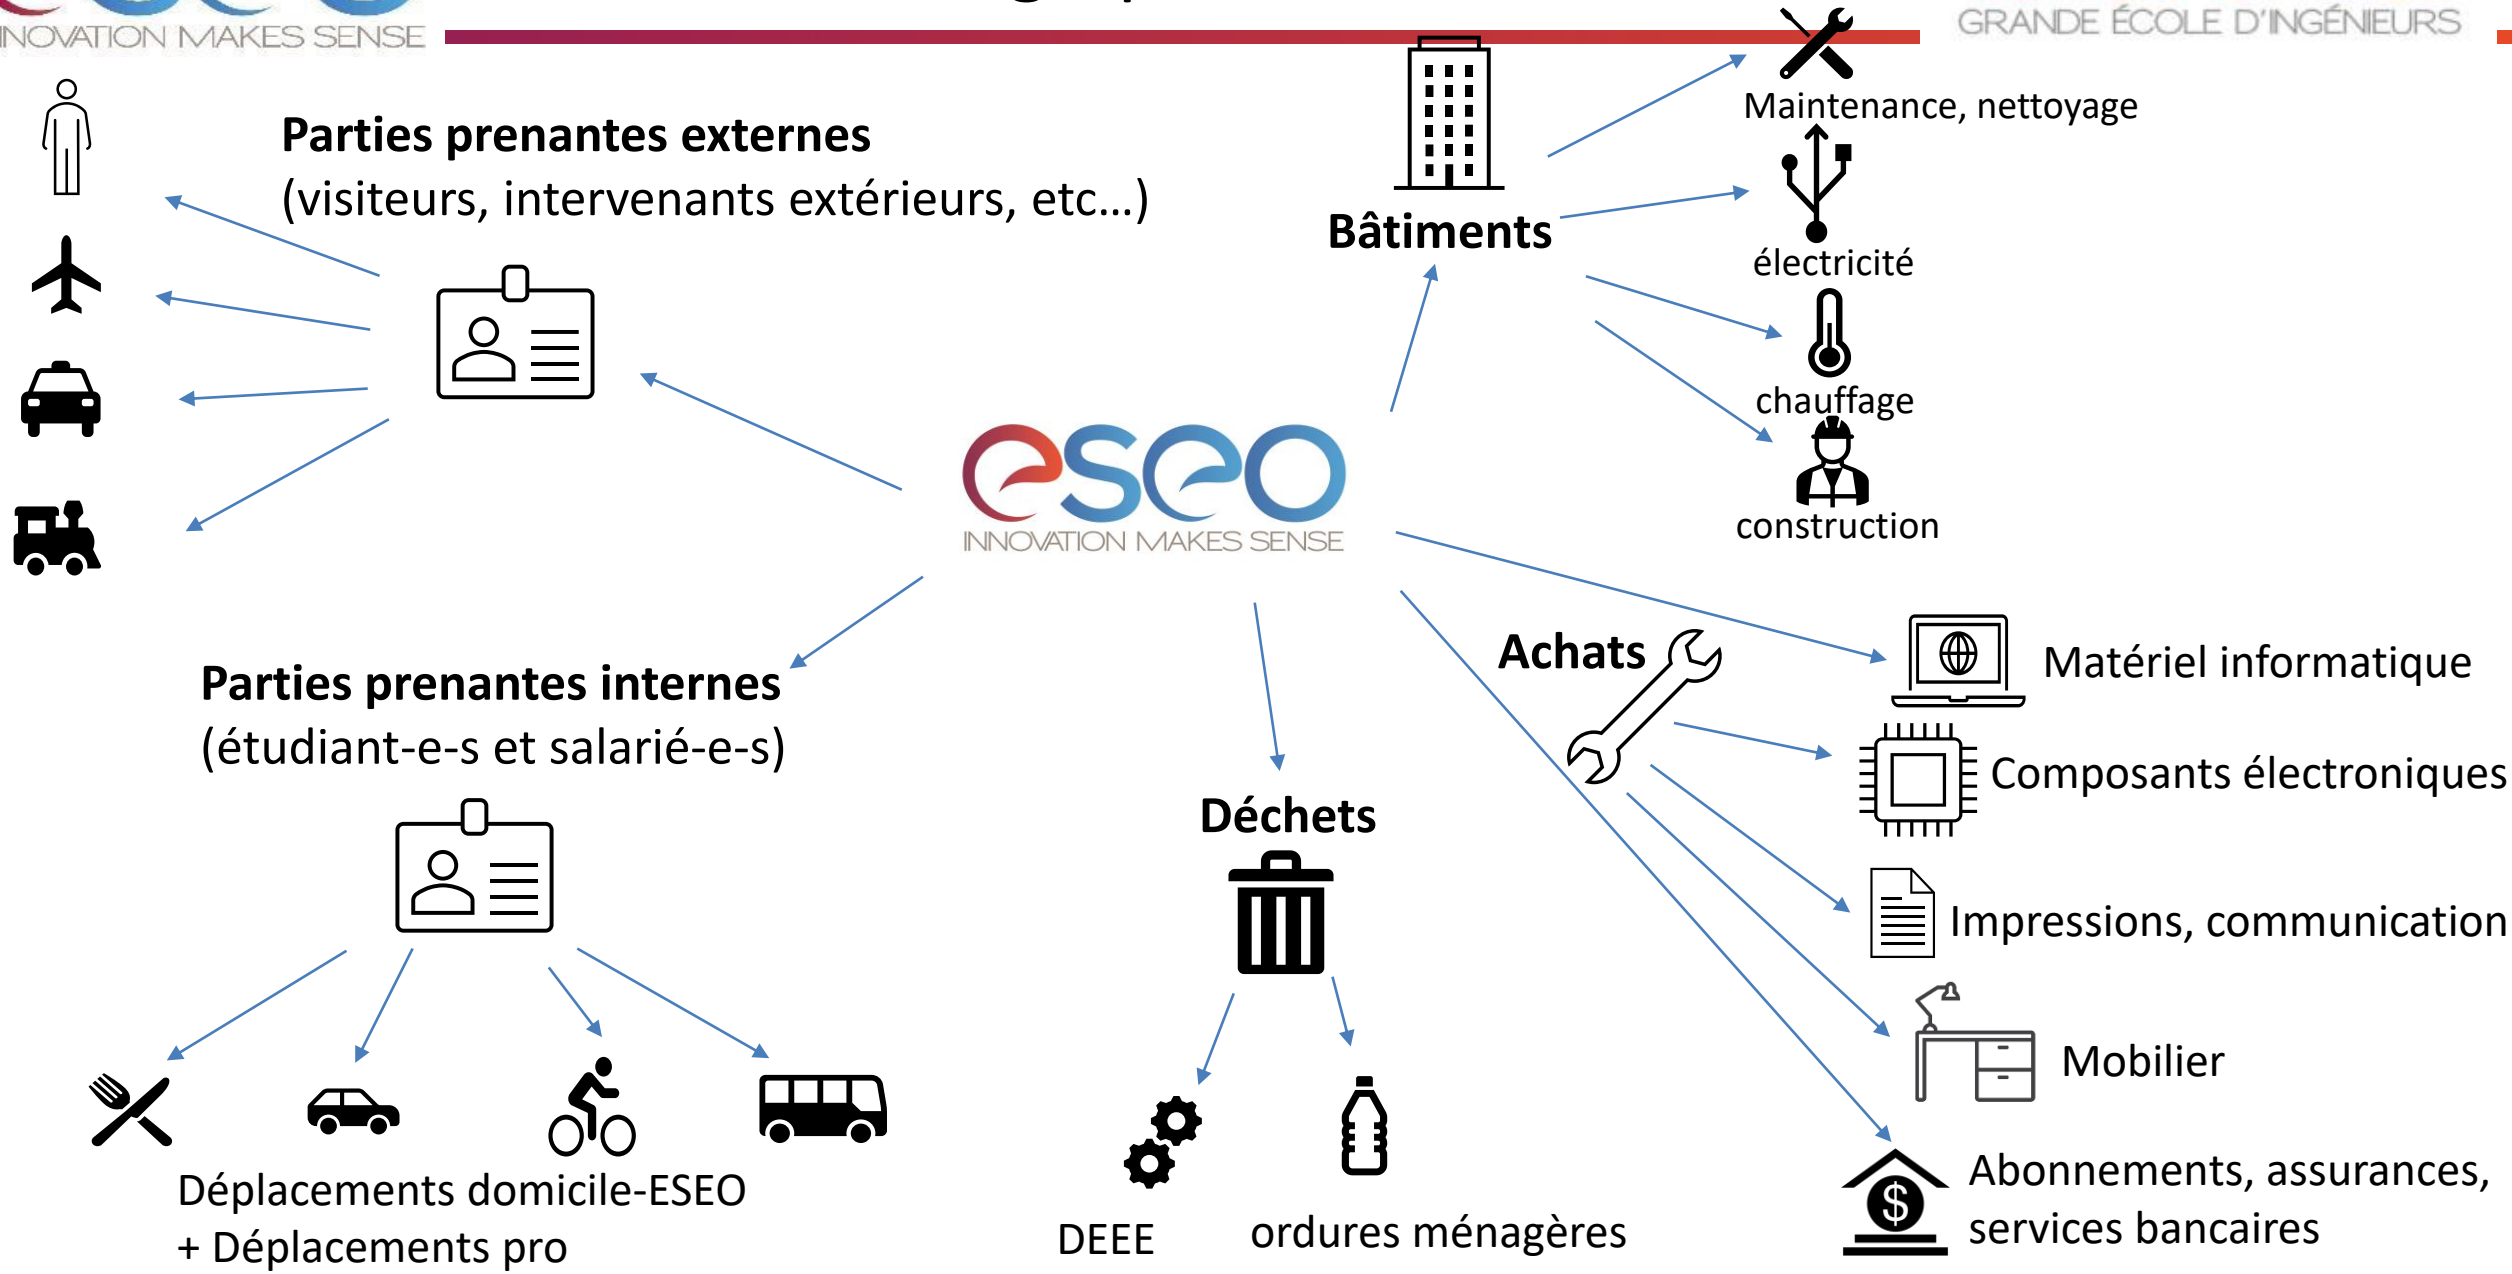 INNOVATION MAKES SENSE
GRANDE ÉCOLE D'INGÉNIEURS
Parties prenantes externes
(visiteurs, intervenants extérieurs, etc...)
Bâtiments
Maintenance, nettoyage
électricité
chauffage
construction
eseo
INNOVATION MAKES SENSE
Parties prenantes internes
(étudiant-e-s et salarié-e-s)
Déplacements domicile-ESEO
+ Déplacements pro
Déchets
DEEE
ordures ménagères
Achats
Matériel informatique
Composants électroniques
Impressions, communication
Mobilier
$
Abonnements, assurances,
services bancaires